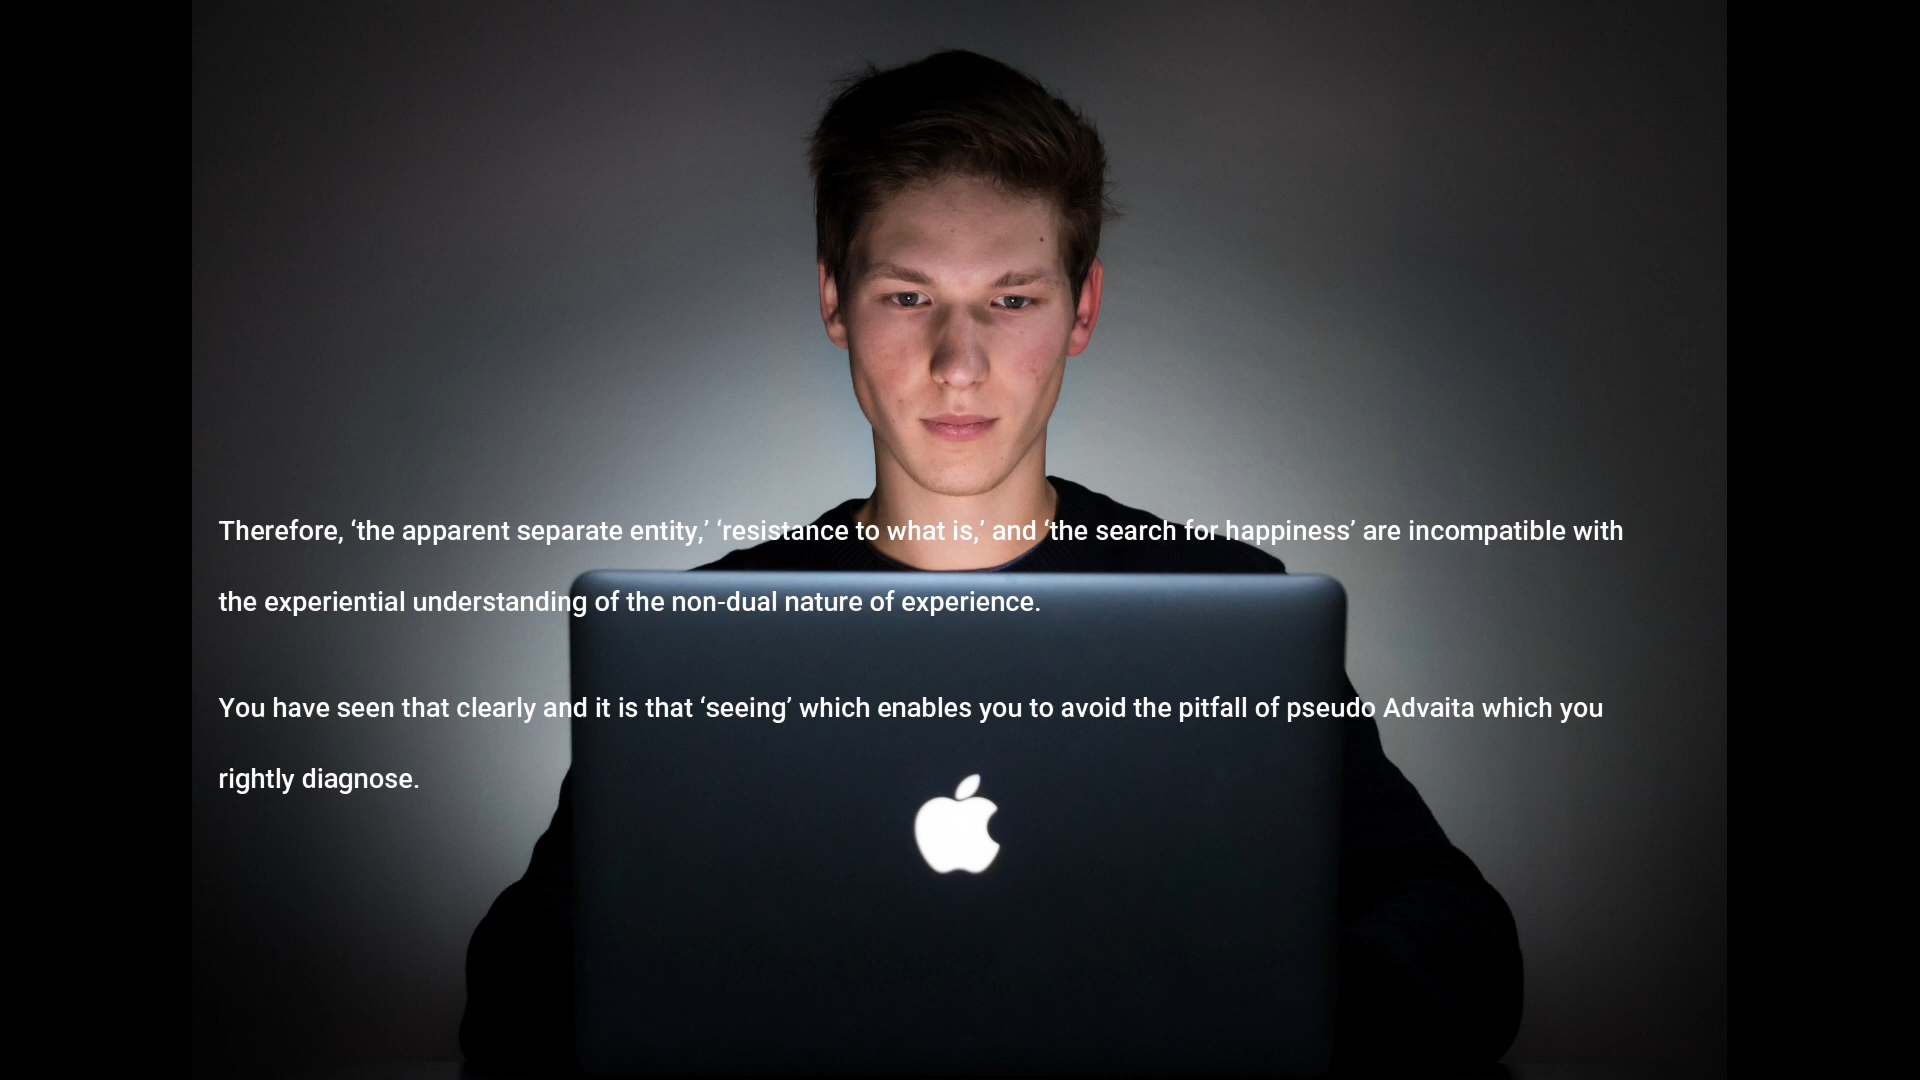 Therefore, ‘the apparent separate entity,’ ‘resistance to what is,’ and ‘the search for happiness’ are incompatible with
the experiential understanding of the non-dual nature of experience.
You have seen that clearly and it is that ‘seeing’ which enables you to avoid the pitfall of pseudo Advaita which you
rightly diagnose.